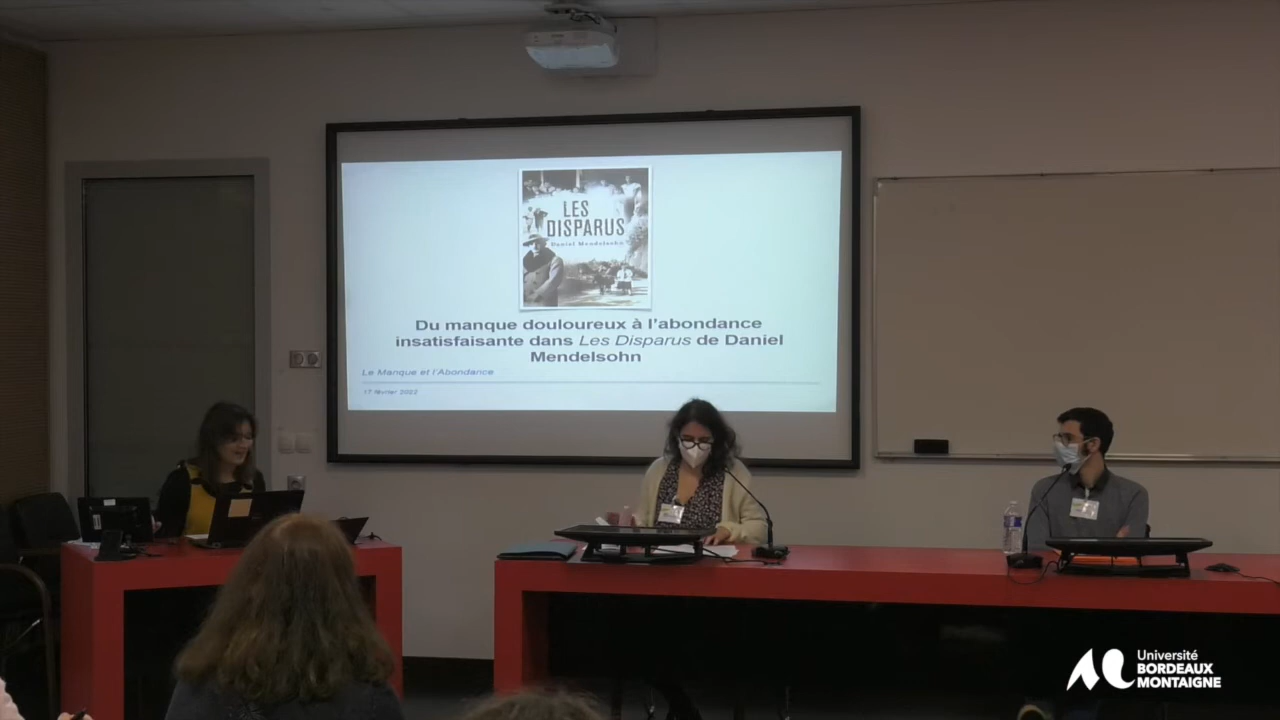 LES
DISPARUS
Daniel Mendelsohn
Du manque douloureux à l'abondance
insatisfaisante dans Les Disparus de Daniel
Mendelsohn
Le Manque et l'Abondance
17 février 2022
Université
BORDEAUX
MONTAIGNE